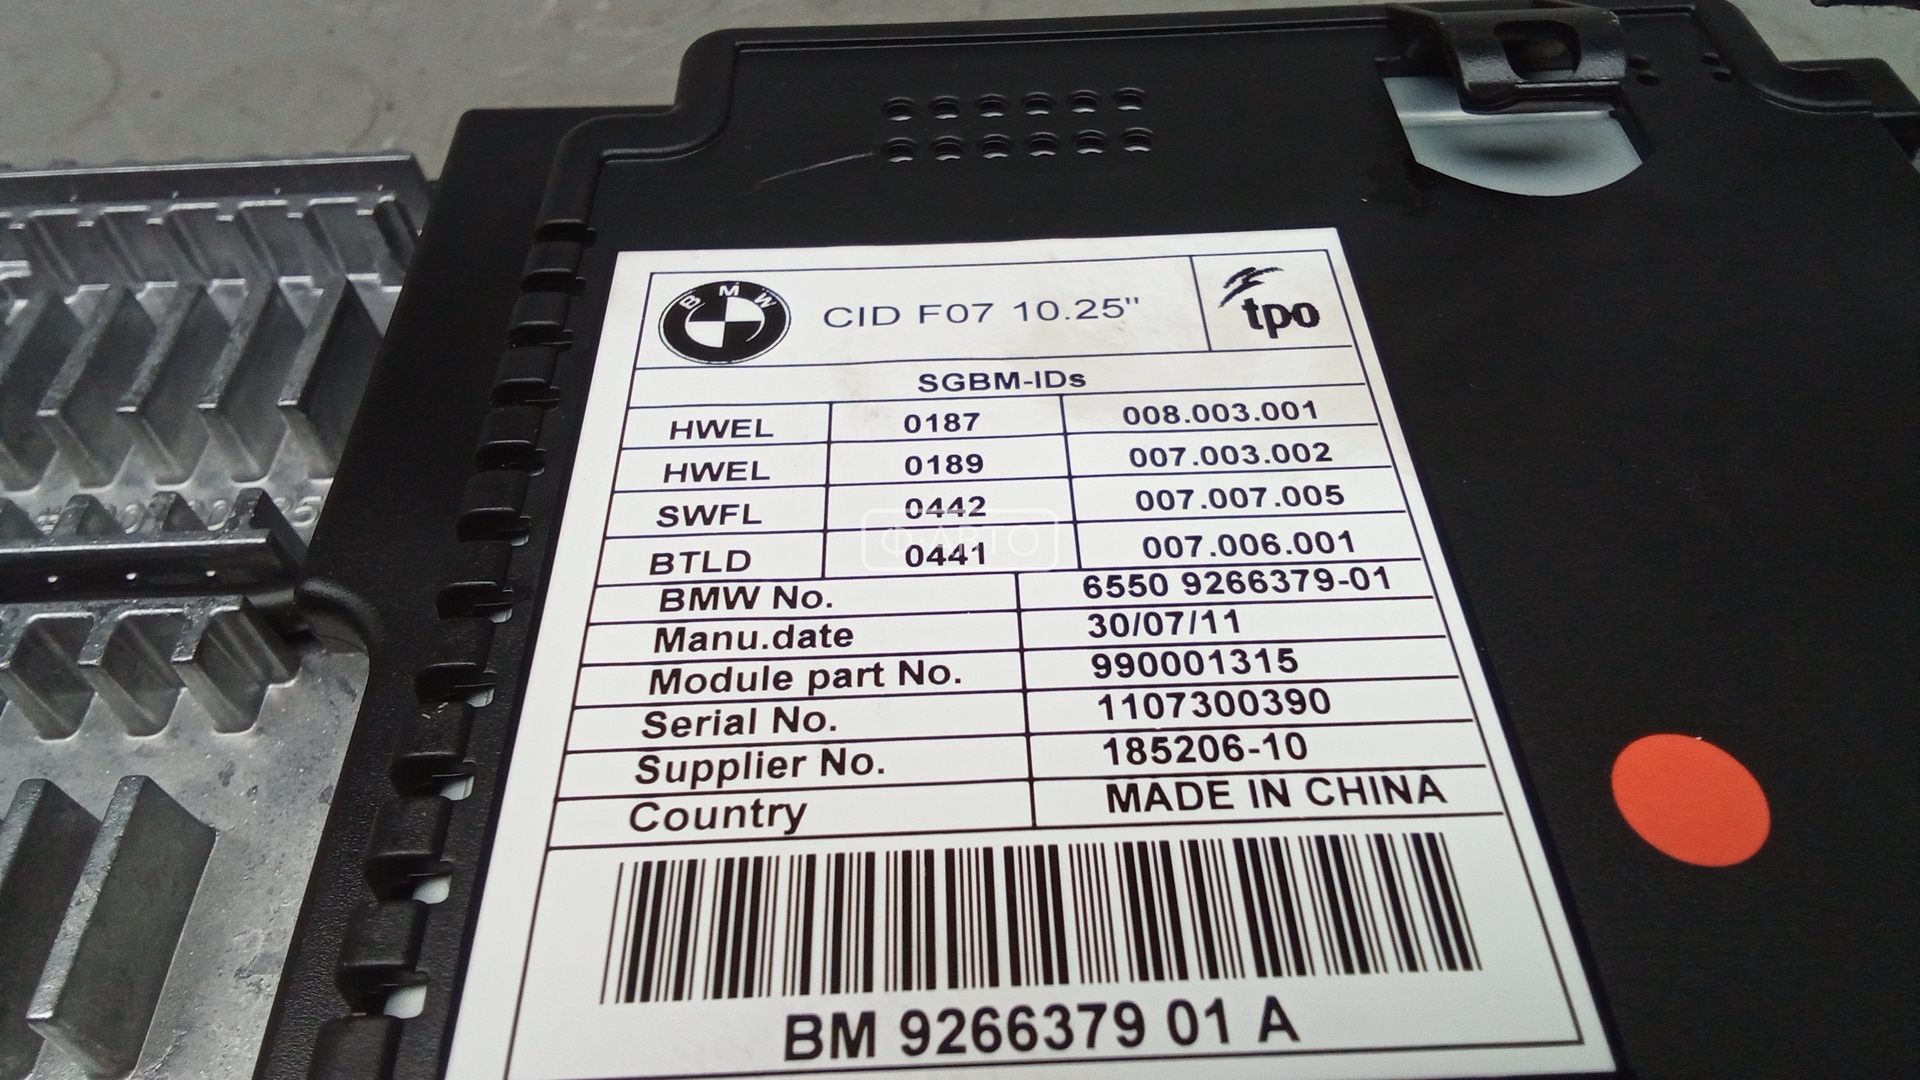 BMW CID F07 10.25" tpo
SGBM-IDs
HWEL 0187 008.003.001
HWEL 0189 007.003.002
SWFL 0442 007.007.005
BTLD 0441 007.006.001
BMW No. 6550 9266379-01
Manu.date 30/07/11
Module part No. 990001315
Serial No. 1107300390
Supplier No. 185206-10
Country MADE IN CHINA
BM 9266379 01 A
Ф-АВТО